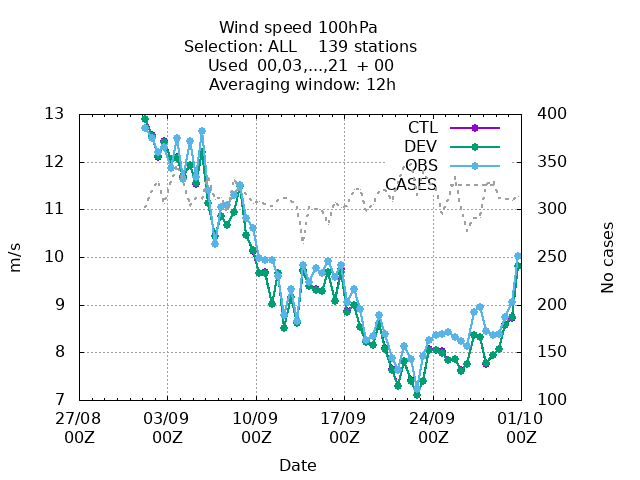 Wind speed 100hPa
Selection: ALL    139 stations
Used  00,03,...,21  + 00
Averaging window: 12h
13
12
11
10
9
8
7
m/s
400
350
300
250
200
150
100
No cases
CTL
DEV
OBS
CASES
27/08 03/09 10/09 17/09 24/09 01/10
00Z 00Z 00Z 00Z 00Z 00Z
Date